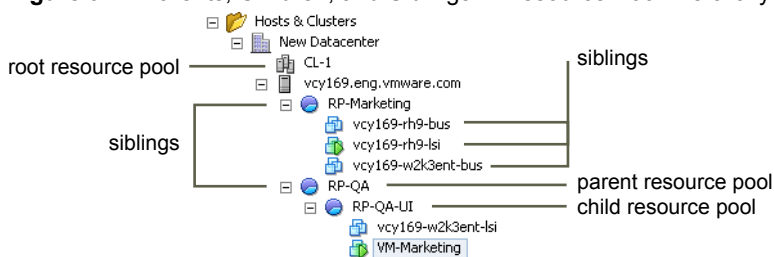 Hosts & Clusters
New Datacenter
root resource pool
CL-1
siblings
vcy169.eng.vmware.com
RP-Marketing
vcy169-rh9-bus
siblings
vcy169-rh9-lsi
vcy169-w2k3ent-bus
RP-QA
parent resource pool
RP-QA-UI
child resource pool
vcy169-w2k3ent-lsi
VM-Marketing